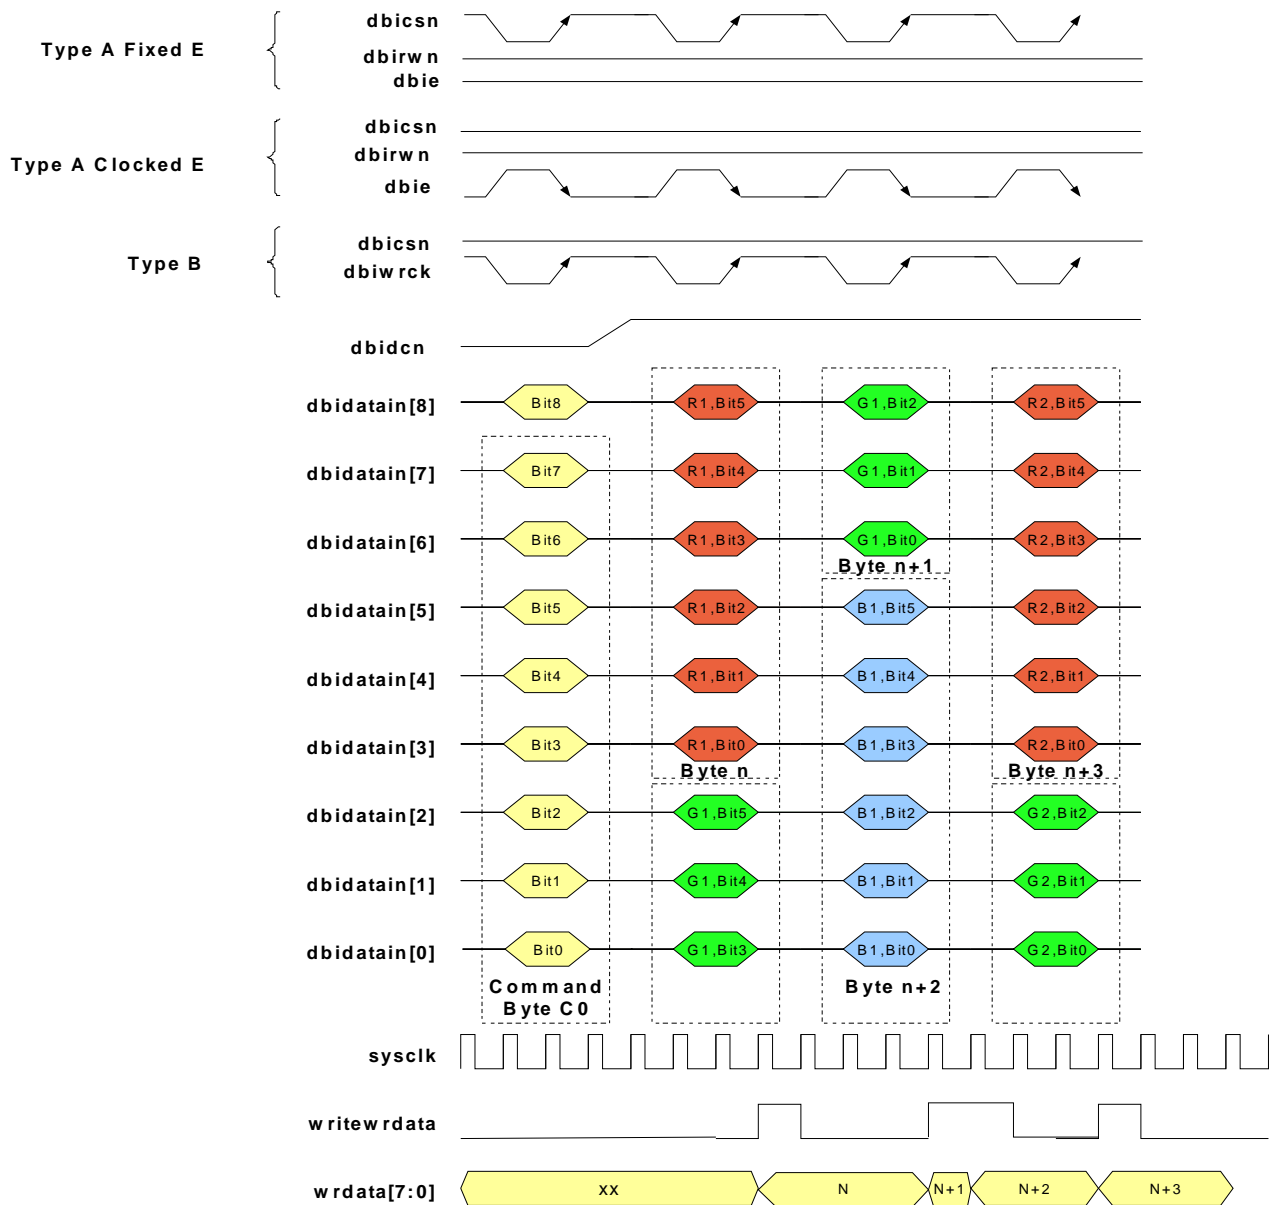 Type A Fixed E
dbicsn
dbirwn
dbie
Type A Clocked E
dbicsn
dbirwn
dbie
Type B
dbicsn
dbiwrck
dbidcn
dbidatain[8] Bit8 R1,Bit5 G1,Bit2 R2,Bit5
dbidatain[7] Bit7 R1,Bit4 G1,Bit1 R2,Bit4
dbidatain[6] Bit6 R1,Bit3 G1,Bit0 R2,Bit3
Byte n+1
dbidatain[5] Bit5 R1,Bit2 B1,Bit5 R2,Bit2
dbidatain[4] Bit4 R1,Bit1 B1,Bit4 R2,Bit1
dbidatain[3] Bit3 R1,Bit0 B1,Bit3 R2,Bit0
Byte n Byte n+3
dbidatain[2] Bit2 G1,Bit5 B1,Bit2 G2,Bit2
dbidatain[1] Bit1 G1,Bit4 B1,Bit1 G2,Bit1
dbidatain[0] Bit0 G1,Bit3 B1,Bit0 G2,Bit0
Command Byte n+2
Byte C0
sysclk
writewrdata
wrdata[7:0] XX N N+1 N+2 N+3